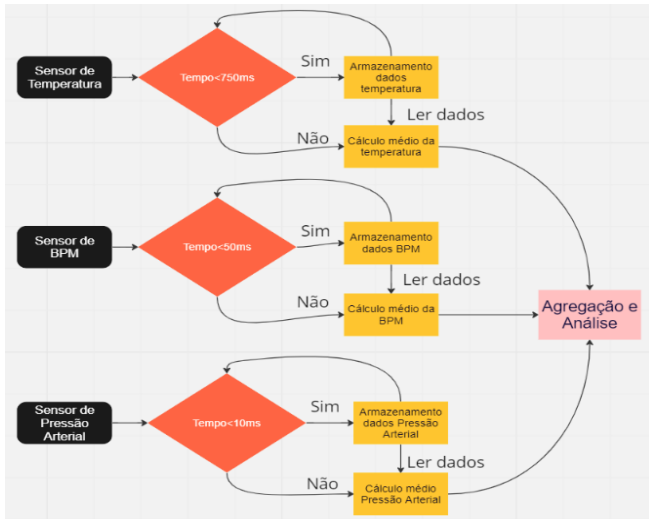 Sensor de
Temperatura
Tempo<750ms
Sim
Armazenamento
dados
temperatura
Ler dados
Não
Cálculo médio da
temperatura
Sensor de
BPM
Tempo<50ms
Sim
Armazenamento
dados BPM
Ler dados
Não
Cálculo médio da
BPM
Agregação e
Análise
Sensor de
Pressão
Arterial
Tempo<10ms
Sim
Armazenamento
dados Pressão
Arterial
Ler dados
Não
Cálculo médio
Pressão Arterial